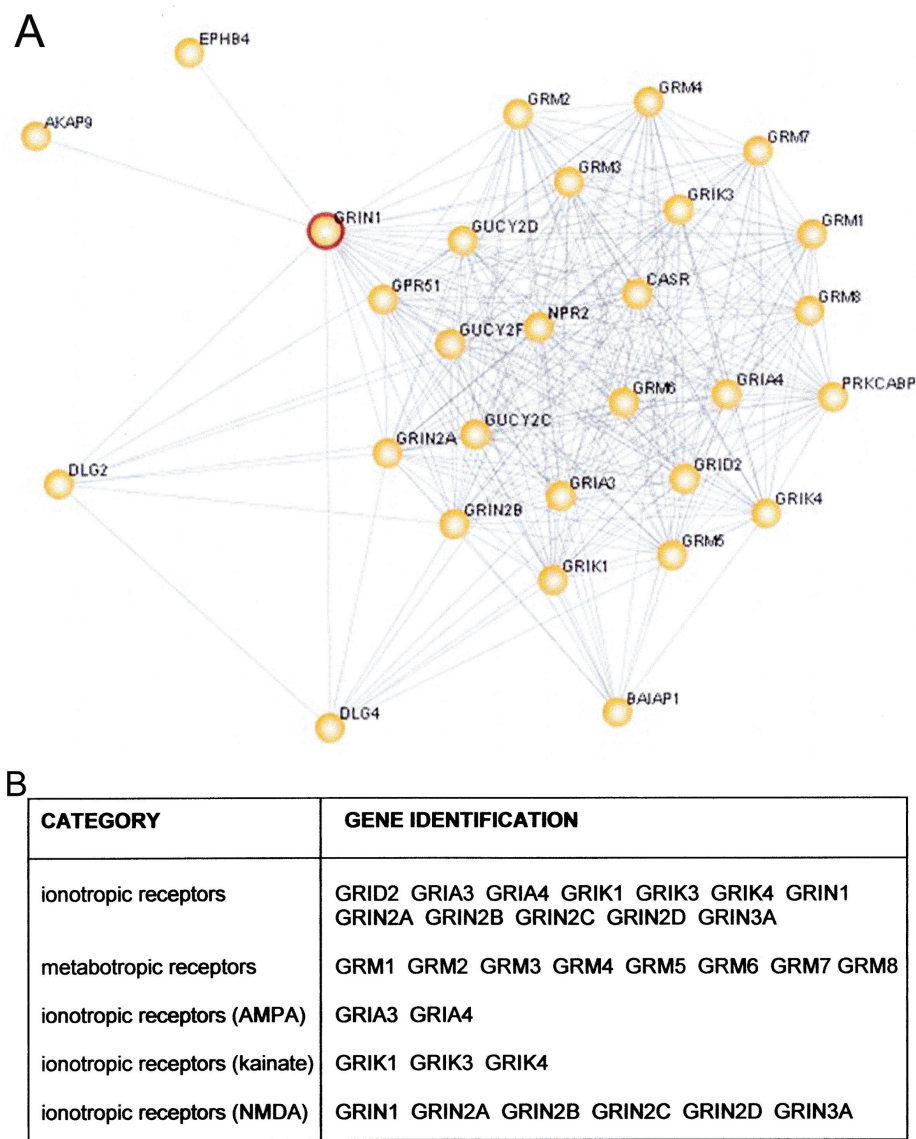 A
EPHB4
AKAP9
GRM2
GRM4
GRM7
GRM3
GRIK3
GRIN1
GUCY2D
GRM1
GPR51
CASR
GRM8
NPR2
GUCY2F
PRKCABP
GRM6
GRIA4
GUCY2C
GRIN2A
DLG2
GRID2
GRIA3
GRIK4
GRIN2B
GRM5
GRIK1
BAIAP1
DLG4
B
CATEGORY GENE IDENTIFICATION
ionotropic receptors GRID2 GRIA3 GRIA4 GRIK1 GRIK3 GRIK4 GRIN1
GRIN2A GRIN2B GRIN2C GRIN2D GRIN3A
metabotropic receptors GRM1 GRM2 GRM3 GRM4 GRM5 GRM6 GRM7 GRM8
ionotropic receptors (AMPA) GRIA3 GRIA4
ionotropic receptors (kainate) GRIK1 GRIK3 GRIK4
ionotropic receptors (NMDA) GRIN1 GRIN2A GRIN2B GRIN2C GRIN2D GRIN3A